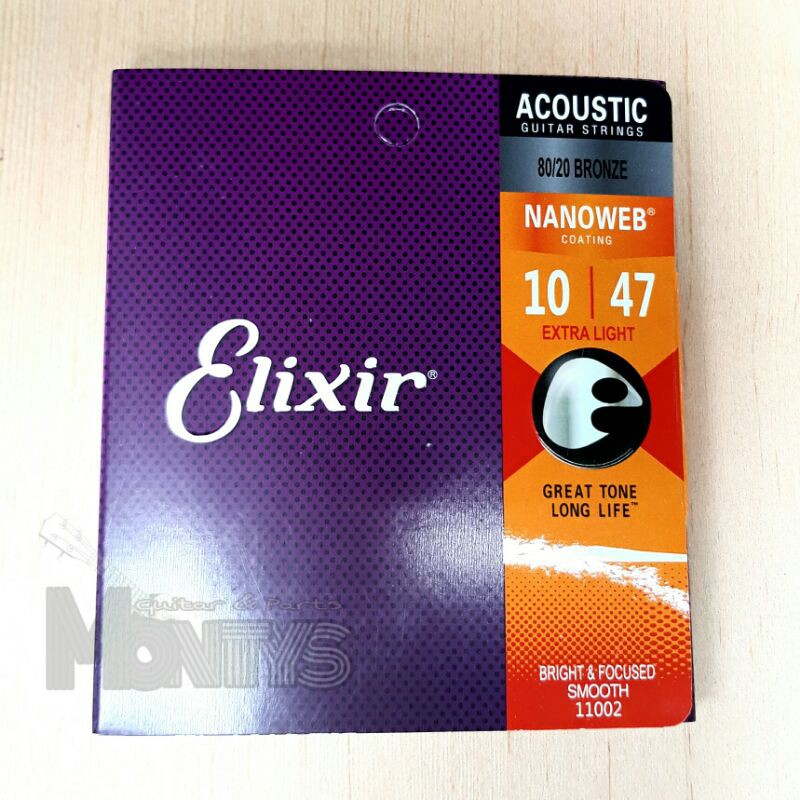 ACOUSTIC
GUITAR STRINGS
80/20 BRONZE
NANOWEB®
COATING
10 | 47
EXTRA LIGHT
Elixir®
GREAT TONE
LONG LIFE™
Guitar & Parts
MONTYS
BRIGHT & FOCUSED
SMOOTH
11002